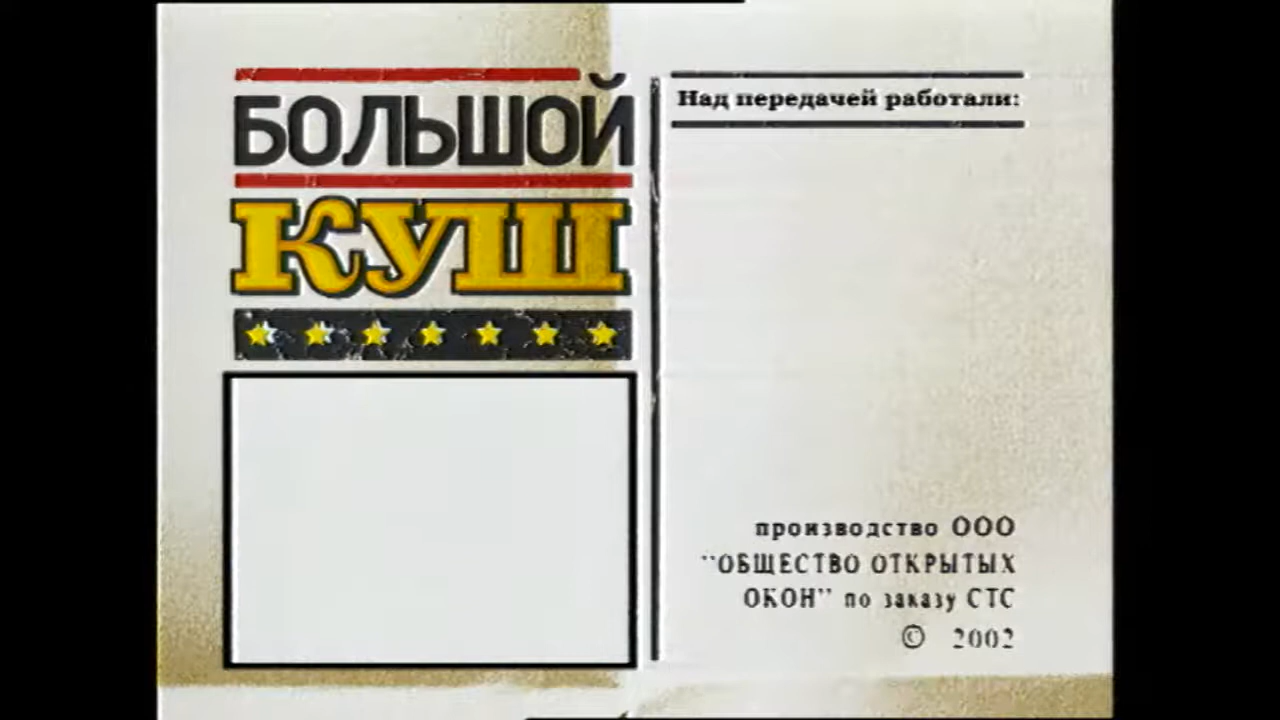 БОЛЬШОЙ
КУШ
Над передачей работали:
производство ООО
"ОБЩЕСТВО ОТКРЫТЫХ
ОКОН" по заказу СТС
© 2002